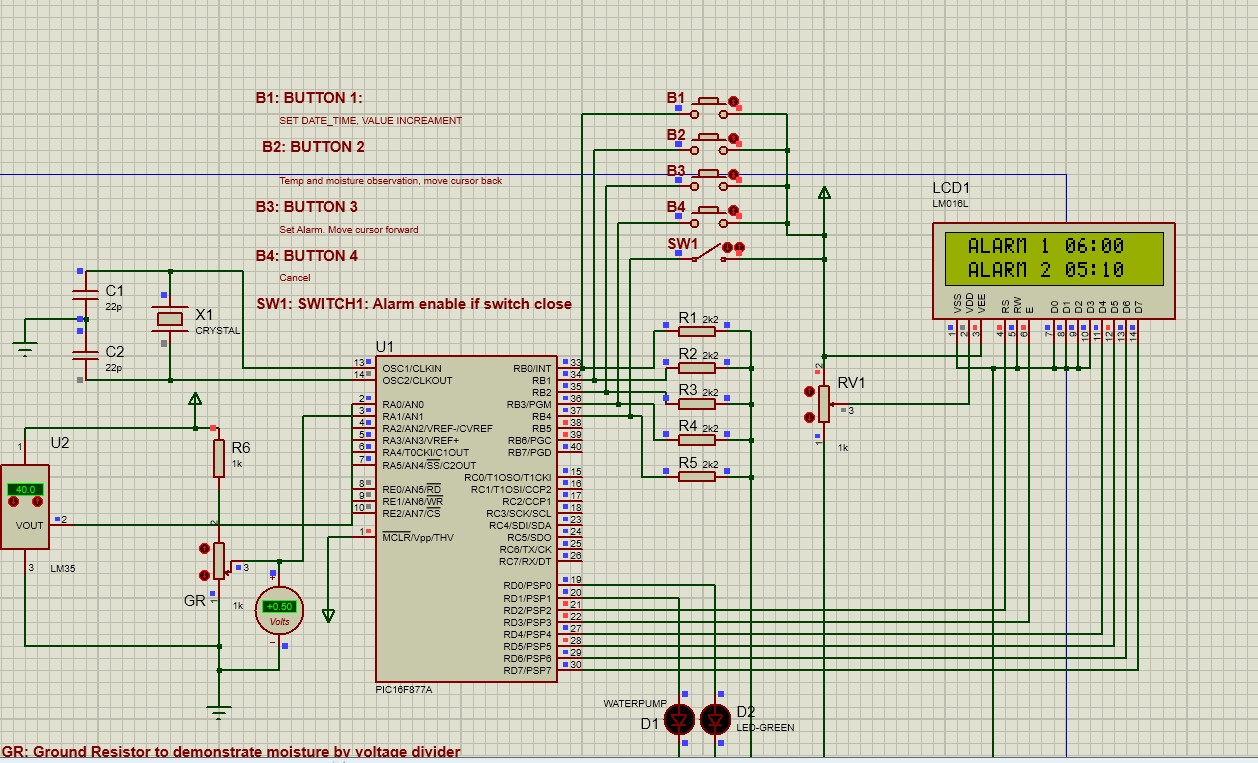 B1: BUTTON 1:
SET DATE_TIME, VALUE INCREAMENT
B2: BUTTON 2
Temp and moisture observation, move cursor back
B3: BUTTON 3
Set Alarm. Move cursor forward
B4: BUTTON 4
Cancel
SW1: SWITCH1: Alarm enable if switch close
B1
B2
B3
B4
SW1
LCD1
LM016L
ALARM 1 06:00
ALARM 2 05:10
VSS
VDD
VEE
RS
RW
E
D0
D1
D2
D3
D4
D5
D6
D7
1
2
3
4
5
6
7
8
9
10
11
12
13
14
C1
22p
C2
22p
X1
CRYSTAL
R1 2k2
R2 2k2
R3 2k2
R4 2k2
R5 2k2
RV1
2
3
1
1k
U1
13 OSC1/CLKIN
14 OSC2/CLKOUT
2 RA0/AN0
3 RA1/AN1
4 RA2/AN2/VREF-/CVREF
5 RA3/AN3/VREF+
6 RA4/T0CKI/C1OUT
7 RA5/AN4/SS/C2OUT
8 RE0/AN5/RD
9 RE1/AN6/WR
10 RE2/AN7/CS
1 MCLR/Vpp/THV
RB0/INT 33
RB1 34
RB2 35
RB3/PGM 36
RB4 37
RB5 38
RB6/PGC 39
RB7/PGD 40
RC0/T1OSO/T1CKI 15
RC1/T1OSI/CCP2 16
RC2/CCP1 17
RC3/SCK/SCL 18
RC4/SDI/SDA 23
RC5/SDO 24
RC6/TX/CK 25
RC7/RX/DT 26
RD0/PSP0 19
RD1/PSP1 20
RD2/PSP2 21
RD3/PSP3 22
RD4/PSP4 27
RD5/PSP5 28
RD6/PSP6 29
RD7/PSP7 30
PIC16F877A
U2
1
40.0
VOUT
2
3
LM35
R6
1k
2
3
GR
1
1k
+
+0.50
Volts
-
WATERPUMP
D1
D2
LED-GREEN
GR: Ground Resistor to demonstrate moisture by voltage divider